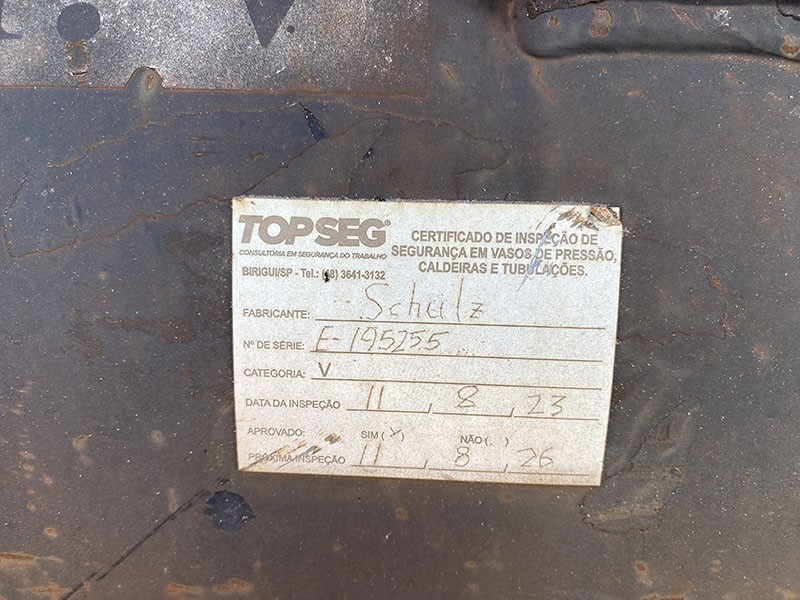 TOPSEG®
CONSULTORIA EM SEGURANÇA DO TRABALHO
BIRIGUI/SP - Tel.: (18) 3641-3132
CERTIFICADO DE INSPEÇÃO DE
SEGURANÇA EM VASOS DE PRESSÃO,
CALDEIRAS E TUBULAÇÕES.
FABRICANTE: Schulz
Nº DE SÉRIE: E-195255
CATEGORIA: V
DATA DA INSPEÇÃO 11, 8, 23
APROVADO: SIM (X) NÃO ( )
PRÓXIMA INSPEÇÃO 11, 8, 26